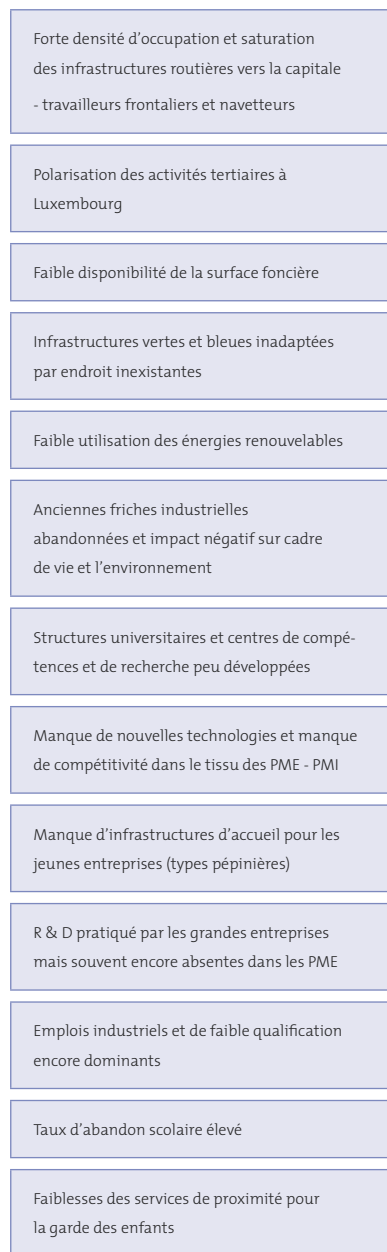 Forte densité d’occupation et saturation
des infrastructures routières vers la capitale
- travailleurs frontaliers et navetteurs
Polarisation des activités tertiaires à
Luxembourg
Faible disponibilité de la surface foncière
Infrastructures vertes et bleues inadaptées
par endroit inexistantes
Faible utilisation des énergies renouvelables
Anciennes friches industrielles
abandonnées et impact négatif sur cadre
de vie et l’environnement
Structures universitaires et centres de compé-
tences et de recherche peu développées
Manque de nouvelles technologies et manque
de compétitivité dans le tissu des PME - PMI
Manque d’infrastructures d’accueil pour les
jeunes entreprises (types pépinières)
R & D pratiqué par les grandes entreprises
mais souvent encore absentes dans les PME
Emplois industriels et de faible qualification
encore dominants
Taux d’abandon scolaire élevé
Faiblesses des services de proximité pour
la garde des enfants